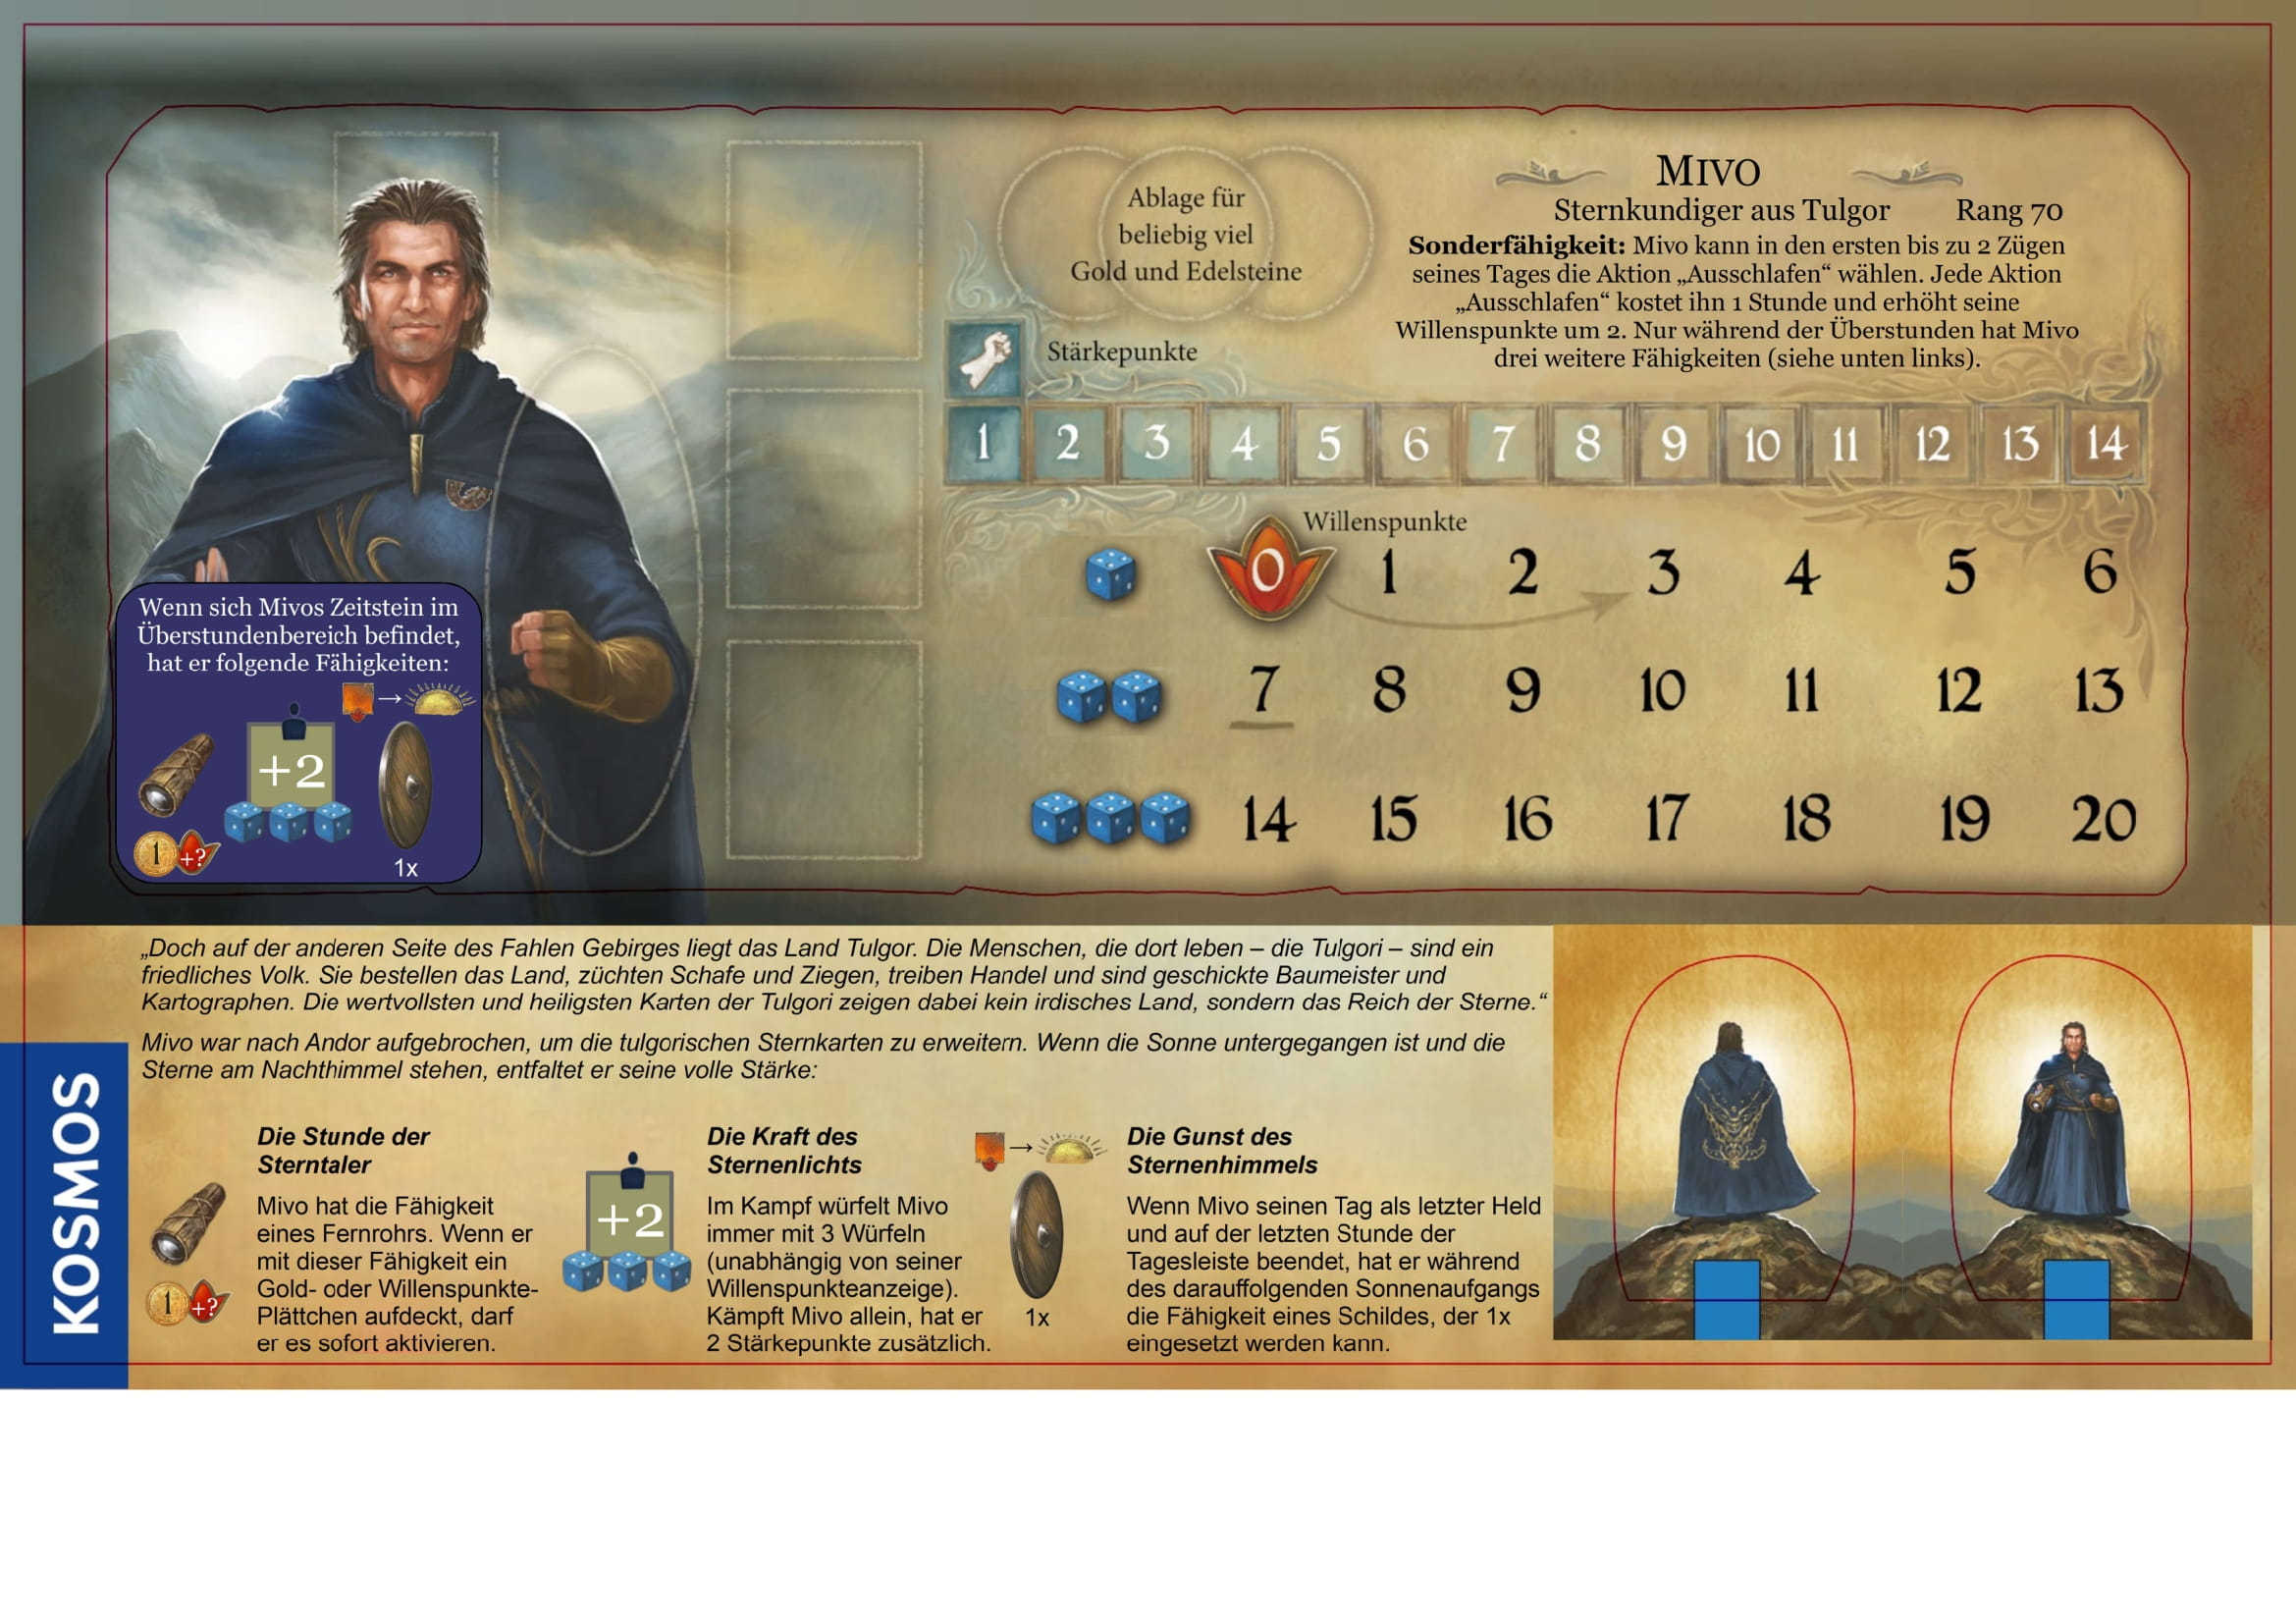 Ablage für
beliebig viel
Gold und Edelsteine
MIVO
Sternkundiger aus Tulgor Rang 70
Sonderfähigkeit: Mivo kann in den ersten bis zu 2 Zügen
seines Tages die Aktion „Ausschlafen“ wählen. Jede Aktion
„Ausschlafen“ kostet ihn 1 Stunde und erhöht seine
Willenspunkte um 2. Nur während der Überstunden hat Mivo
drei weitere Fähigkeiten (siehe unten links).
Stärkepunkte
1 2 3 4 5 6 7 8 9 10 11 12 13 14
Willenspunkte
0 1 2 3 4 5 6
7 8 9 10 11 12 13
14 15 16 17 18 19 20
Wenn sich Mivos Zeitstein im
Überstundenbereich befindet,
hat er folgende Fähigkeiten:
→
+2
1 +?
1x
„Doch auf der anderen Seite des Fahlen Gebirges liegt das Land Tulgor. Die Menschen, die dort leben – die Tulgori – sind ein
friedliches Volk. Sie bestellen das Land, züchten Schafe und Ziegen, treiben Handel und sind geschickte Baumeister und
Kartographen. Die wertvollsten und heiligsten Karten der Tulgori zeigen dabei kein irdisches Land, sondern das Reich der Sterne.“
Mivo war nach Andor aufgebrochen, um die tulgorischen Sternkarten zu erweitern. Wenn die Sonne untergegangen ist und die
Sterne am Nachthimmel stehen, entfaltet er seine volle Stärke:
KOSMOS
Die Stunde der
Sterntaler
Mivo hat die Fähigkeit
eines Fernrohrs. Wenn er
mit dieser Fähigkeit ein
Gold- oder Willenspunkte-
Plättchen aufdeckt, darf
er es sofort aktivieren.
1 +?
+2
Die Kraft des
Sternenlichts
Im Kampf würfelt Mivo
immer mit 3 Würfeln
(unabhängig von seiner
Willenspunkteanzeige).
Kämpft Mivo allein, hat er
2 Stärkepunkte zusätzlich.
→
1x
Die Gunst des
Sternenhimmels
Wenn Mivo seinen Tag als letzter Held
und auf der letzten Stunde der
Tagesleiste beendet, hat er während
des darauffolgenden Sonnenaufgangs
die Fähigkeit eines Schildes, der 1x
eingesetzt werden kann.